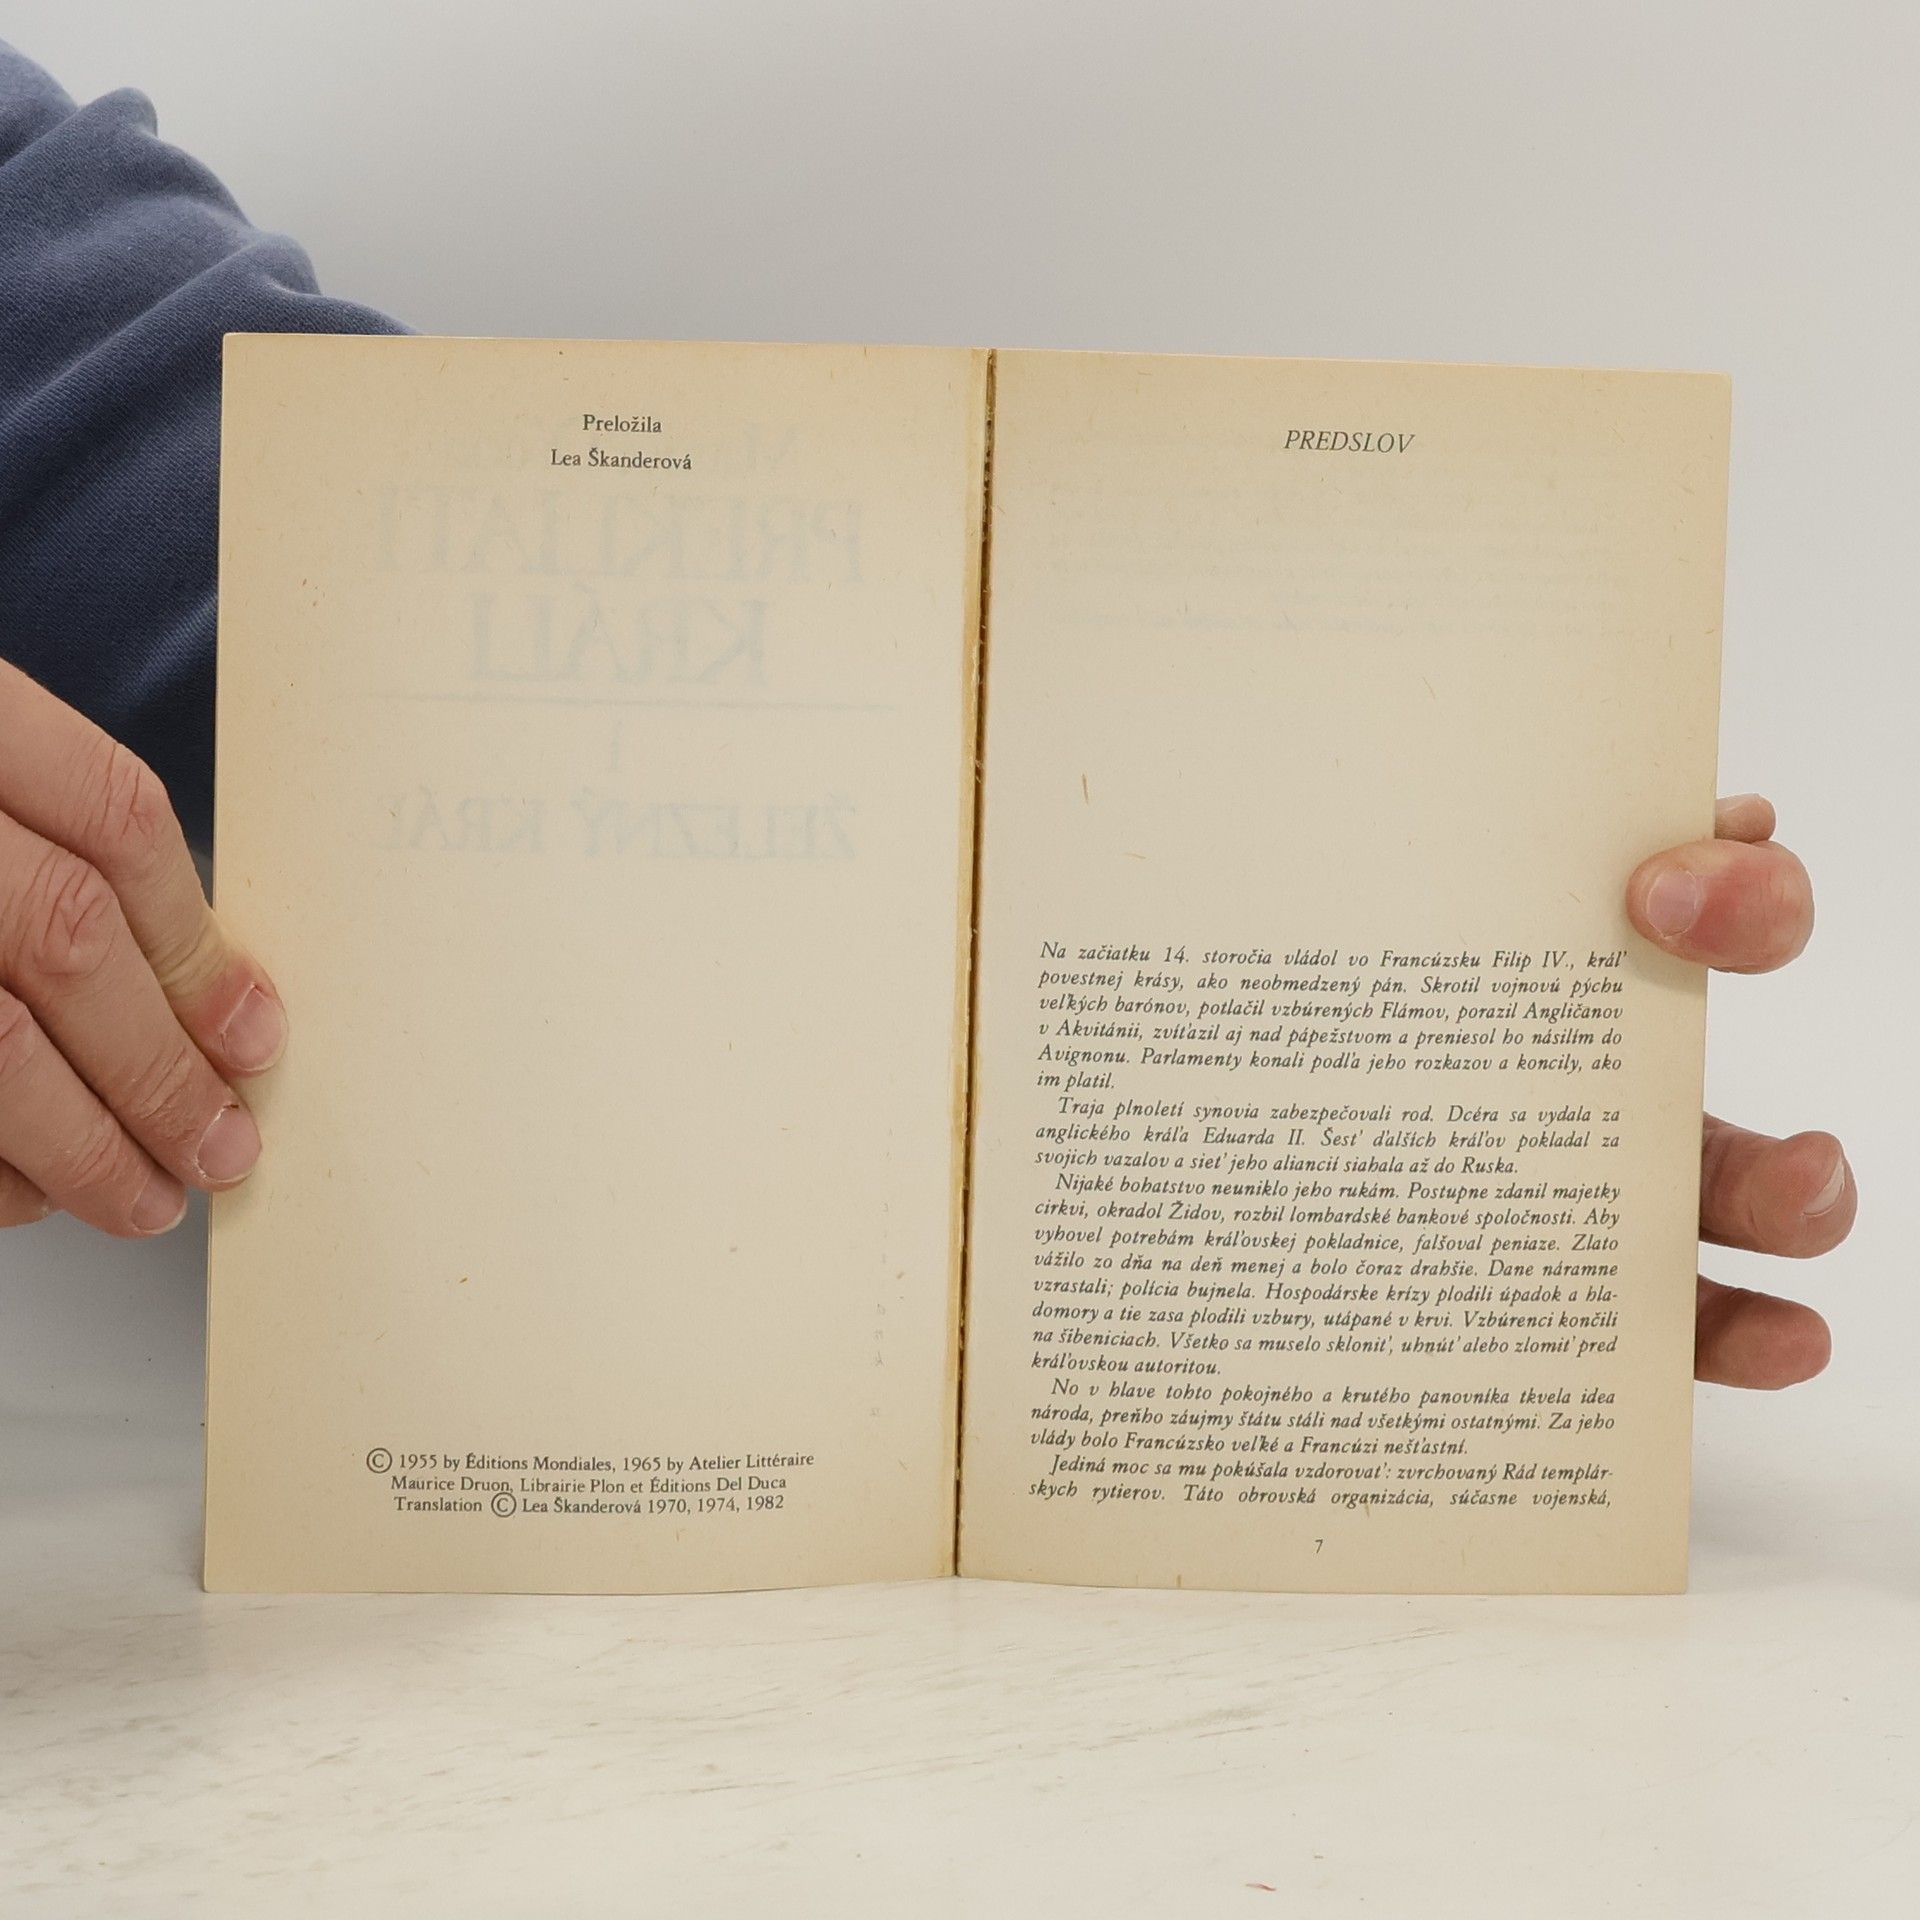 Preložila
Lea Škanderová
PREKLIATI
KRÁLI
I
ŽELEZNÝ KRÁĽ
© 1955 by Éditions Mondiales, 1965 by Atelier Littéraire
Maurice Druon, Librairie Plon et Éditions Del Duca
Translation © Lea Škanderová 1970, 1974, 1982
PREDSLOV
Na začiatku 14. storočia vládol vo Francúzsku Filip IV., kráľ
povestnej krásy, ako neobmedzený pán. Skrotil vojnovú pýchu
veľkých barónov, potlačil vzbúrených Flámov, porazil Angličanov
v Akvitánii, zvíťazil aj nad pápežstvom a preniesol ho násilím do
Avignonu. Parlamenty konali podľa jeho rozkazov a koncily, ako
im platil.
Traja plnoletí synovia zabezpečovali rod. Dcéra sa vydala za
anglického kráľa Eduarda II. Šesť ďalších kráľov pokladal za
svojich vazalov a sieť jeho aliancií siahala až do Ruska.
Nijaké bohatstvo neuniklo jeho rukám. Postupne zdanil majetky
cirkvi, okradol Židov, rozbil lombardské bankové spoločnosti. Aby
vyhovel potrebám kráľovskej pokladnice, falšoval peniaze. Zlato
vážilo zo dňa na deň menej a bolo čoraz drahšie. Dane náramne
vzrastali; polícia bujnela. Hospodárske krízy plodili úpadok a hla-
domory a tie zasa plodili vzbury, utápané v krvi. Vzbúrenci končili
na šibeniciach. Všetko sa muselo skloniť, uhnúť alebo zlomiť pred
kráľovskou autoritou.
No v hlave tohto pokojného a krutého panovníka tkvela idea
národa, preňho záujmy štátu stáli nad všetkými ostatnými. Za jeho
vlády bolo Francúzsko veľké a Francúzi nešťastní.
Jediná moc sa mu pokúšala vzdorovať: zvrchovaný Rád templár-
skych rytierov. Táto obrovská organizácia, súčasne vojenská,
7